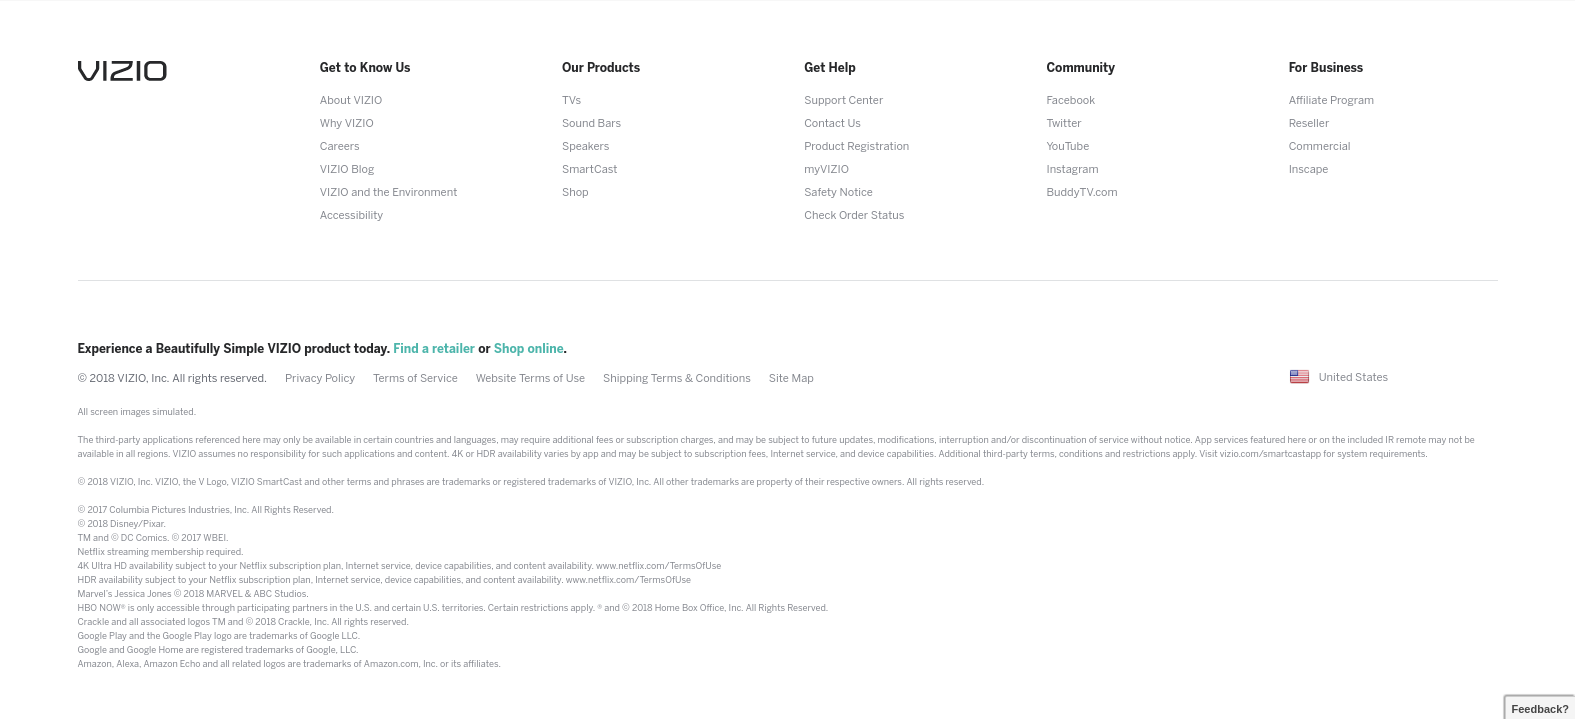 VIZIO
Get to Know Us
About VIZIO
Why VIZIO
Careers
VIZIO Blog
VIZIO and the Environment
Accessibility
Our Products
TVs
Sound Bars
Speakers
SmartCast
Shop
Get Help
Support Center
Contact Us
Product Registration
myVIZIO
Safety Notice
Check Order Status
Community
Facebook
Twitter
YouTube
Instagram
BuddyTV.com
For Business
Affiliate Program
Reseller
Commercial
Inscape
Experience a Beautifully Simple VIZIO product today. Find a retailer or Shop online.
© 2018 VIZIO, Inc. All rights reserved. Privacy Policy Terms of Service Website Terms of Use Shipping Terms & Conditions Site Map
United States
All screen images simulated.
The third-party applications referenced here may only be available in certain countries and languages, may require additional fees or subscription charges, and may be subject to future updates, modifications, interruption and/or discontinuation of service without notice. App services featured here or on the included IR remote may not be
available in all regions. VIZIO assumes no responsibility for such applications and content. 4K or HDR availability varies by app and may be subject to subscription fees, Internet service, and device capabilities. Additional third-party terms, conditions and restrictions apply. Visit vizio.com/smartcastapp for system requirements.
© 2018 VIZIO, Inc. VIZIO, the V Logo, VIZIO SmartCast and other terms and phrases are trademarks or registered trademarks of VIZIO, Inc. All other trademarks are property of their respective owners. All rights reserved.
© 2017 Columbia Pictures Industries, Inc. All Rights Reserved.
© 2018 Disney/Pixar.
TM and © DC Comics. © 2017 WBEI.
Netflix streaming membership required.
4K Ultra HD availability subject to your Netflix subscription plan, Internet service, device capabilities, and content availability. www.netflix.com/TermsOfUse
HDR availability subject to your Netflix subscription plan, Internet service, device capabilities, and content availability. www.netflix.com/TermsOfUse
Marvel's Jessica Jones © 2018 MARVEL & ABC Studios.
HBO NOW® is only accessible through participating partners in the U.S. and certain U.S. territories. Certain restrictions apply. ® and © 2018 Home Box Office, Inc. All Rights Reserved.
Crackle and all associated logos TM and © 2018 Crackle, Inc. All rights reserved.
Google Play and the Google Play logo are trademarks of Google LLC.
Google and Google Home are registered trademarks of Google, LLC.
Amazon, Alexa, Amazon Echo and all related logos are trademarks of Amazon.com, Inc. or its affiliates.
Feedback?